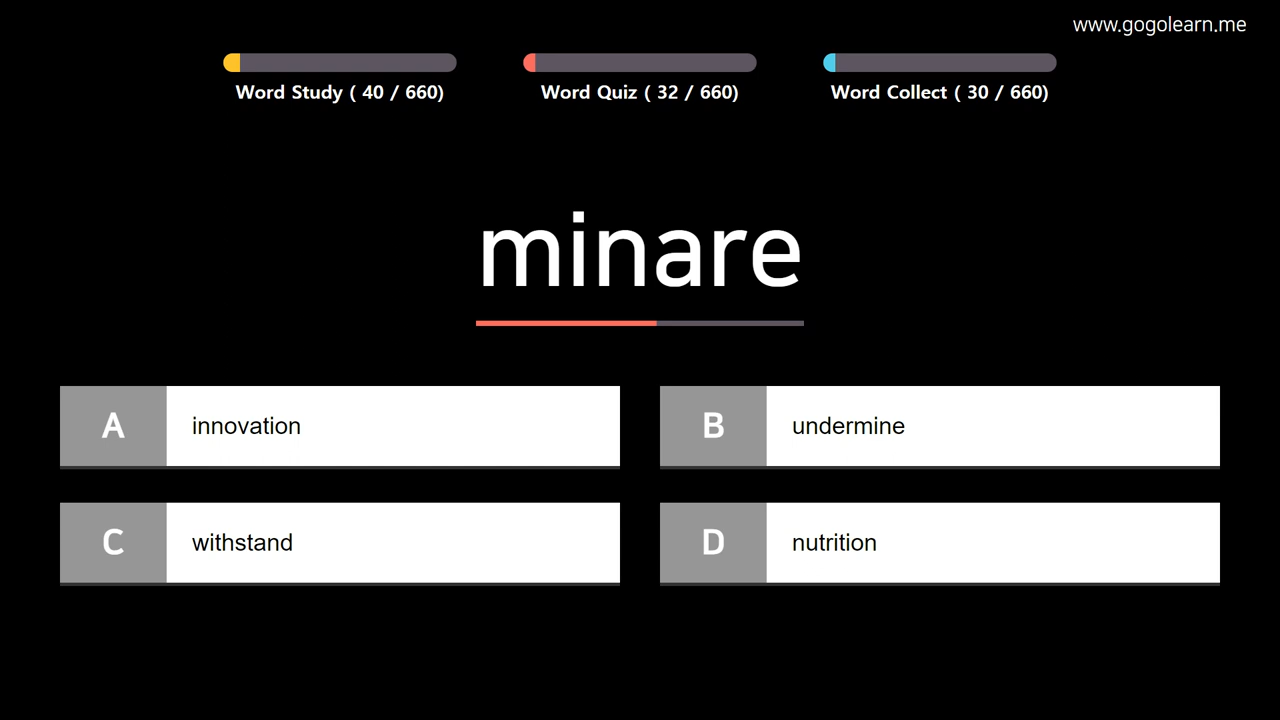 www.gogolearn.me
Word Study ( 40 / 660)
Word Quiz ( 32 / 660)
Word Collect ( 30 / 660)
minare
A innovation
B undermine
C withstand
D nutrition